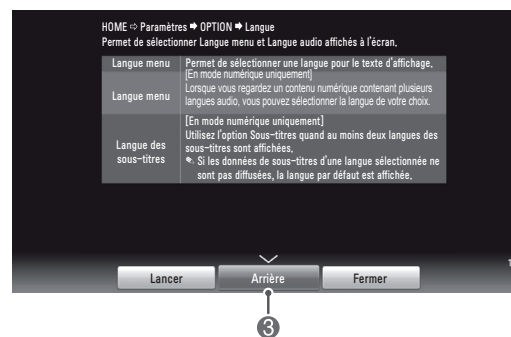 HOME ⇨ Paramètres ➡ OPTION ➡ Langue
Permet de sélectionner Langue menu et Langue audio affichés à l'écran.
Langue menu
Permet de sélectionner une langue pour le texte d'affichage.
Langue menu
[En mode numérique uniquement]
Lorsque vous regardez un contenu numérique contenant plusieurs
langues audio, vous pouvez sélectionner la langue de votre choix.
Langue des
sous-titres
[En mode numérique uniquement]
Utilisez l'option Sous-titres quand au moins deux langues des
sous-titres sont affichées.
✎ Si les données de sous-titres d'une langue sélectionnée ne
sont pas diffusées, la langue par défaut est affichée.
Lancer
Arrière
Fermer
3